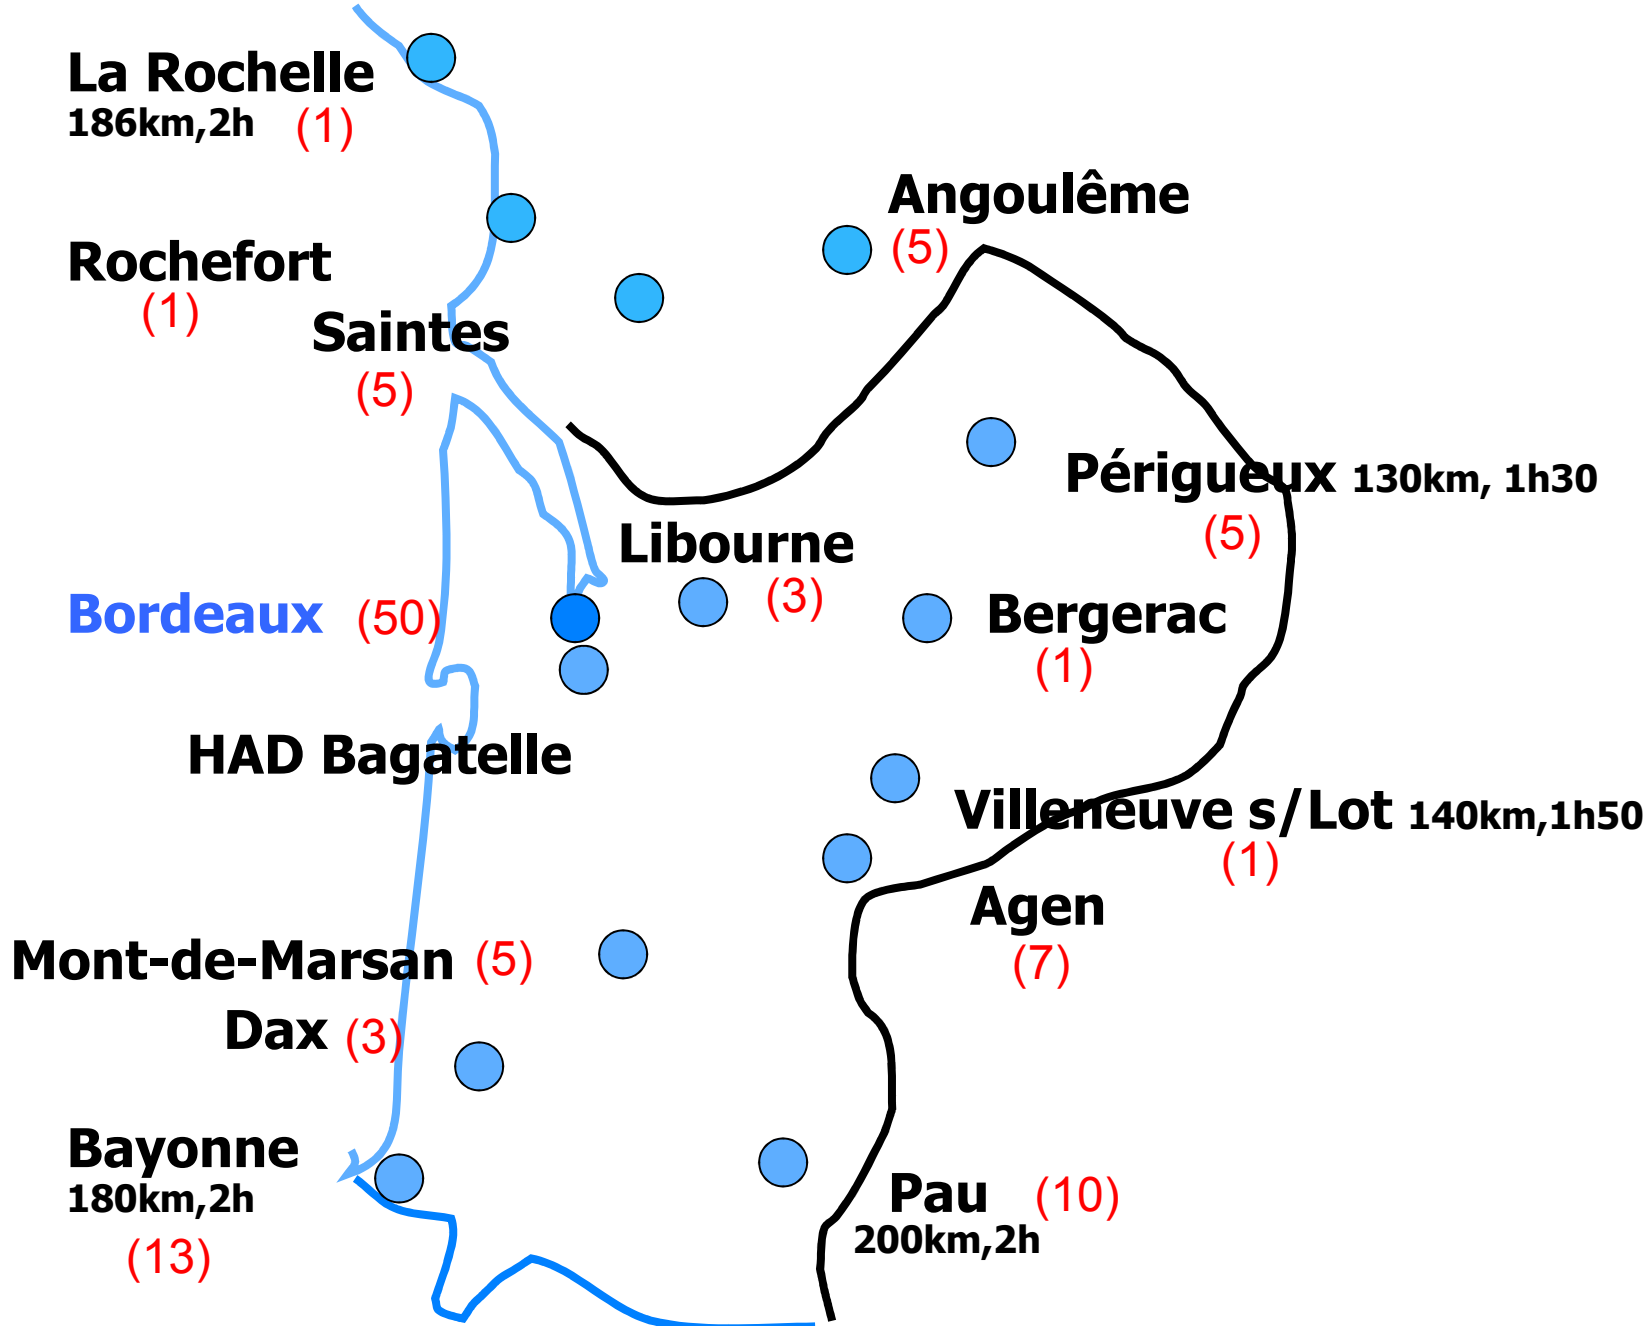 La Rochelle
186km,2h (1)
Angoulême
(5)
Rochefort
(1)
Saintes
(5)
Périgueux 130km, 1h30
(5)
Libourne
(3)
Bordeaux (50)
Bergerac
(1)
HAD Bagatelle
Villeneuve s/Lot 140km,1h50
(1)
Agen
(7)
Mont-de-Marsan (5)
Dax (3)
Bayonne
180km,2h
(13)
Pau (10)
200km,2h